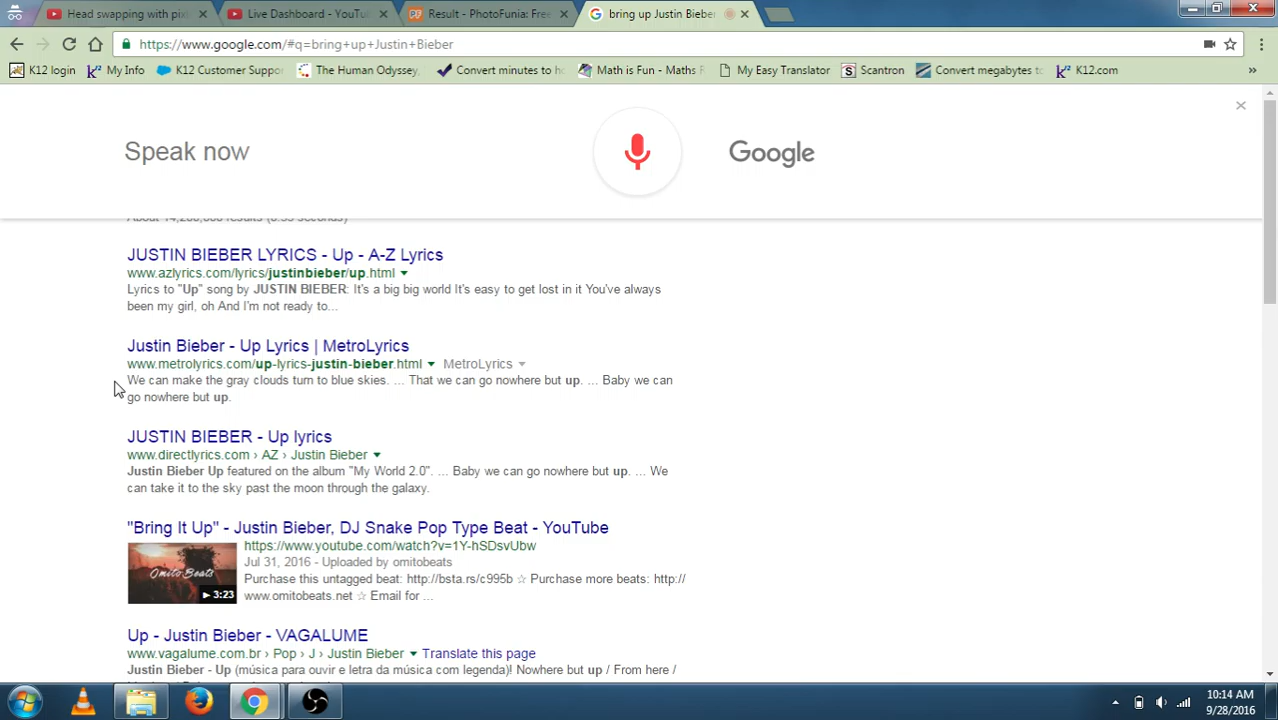 Head swapping with pix
Live Dashboard - YouTu
Result - PhotoFunia: Free
bring up Justin Bieber
https://www.google.com/#q=bring+up+Justin+Bieber
K12 login
My Info
K12 Customer Suppo
The Human Odyssey,
Convert minutes to ho
Math is Fun - Maths R
My Easy Translator
Scantron
Convert megabytes to
K12.com
Speak now
Google
JUSTIN BIEBER LYRICS - Up - A-Z Lyrics
www.azlyrics.com/lyrics/justinbieber/up.html
Lyrics to "Up" song by JUSTIN BIEBER: It's a big big world It's easy to get lost in it You've always
been my girl, oh And I'm not ready to...
Justin Bieber - Up Lyrics | MetroLyrics
www.metrolyrics.com/up-lyrics-justin-bieber.html MetroLyrics
We can make the gray clouds turn to blue skies. ... That we can go nowhere but up. ... Baby we can
go nowhere but up.
JUSTIN BIEBER - Up lyrics
www.directlyrics.com › AZ › Justin Bieber
Justin Bieber Up featured on the album "My World 2.0". ... Baby we can go nowhere but up. ... We
can take it to the sky past the moon through the galaxy.
"Bring It Up" - Justin Bieber, DJ Snake Pop Type Beat - YouTube
https://www.youtube.com/watch?v=1Y-hSDsvUbw
Jul 31, 2016 - Uploaded by omitobeats
Purchase this untagged beat: http://bsta.rs/c995b ☆ Purchase more beats: http://
www.omitobeats.net ☆ Email for ...
Omito Beats
3:23
Up - Justin Bieber - VAGALUME
www.vagalume.com.br › Pop › J › Justin Bieber Translate this page
Justin Bieber - Up (música para ouvir e letra da música com legenda)! Nowhere but up / From here /
10:14 AM
9/28/2016